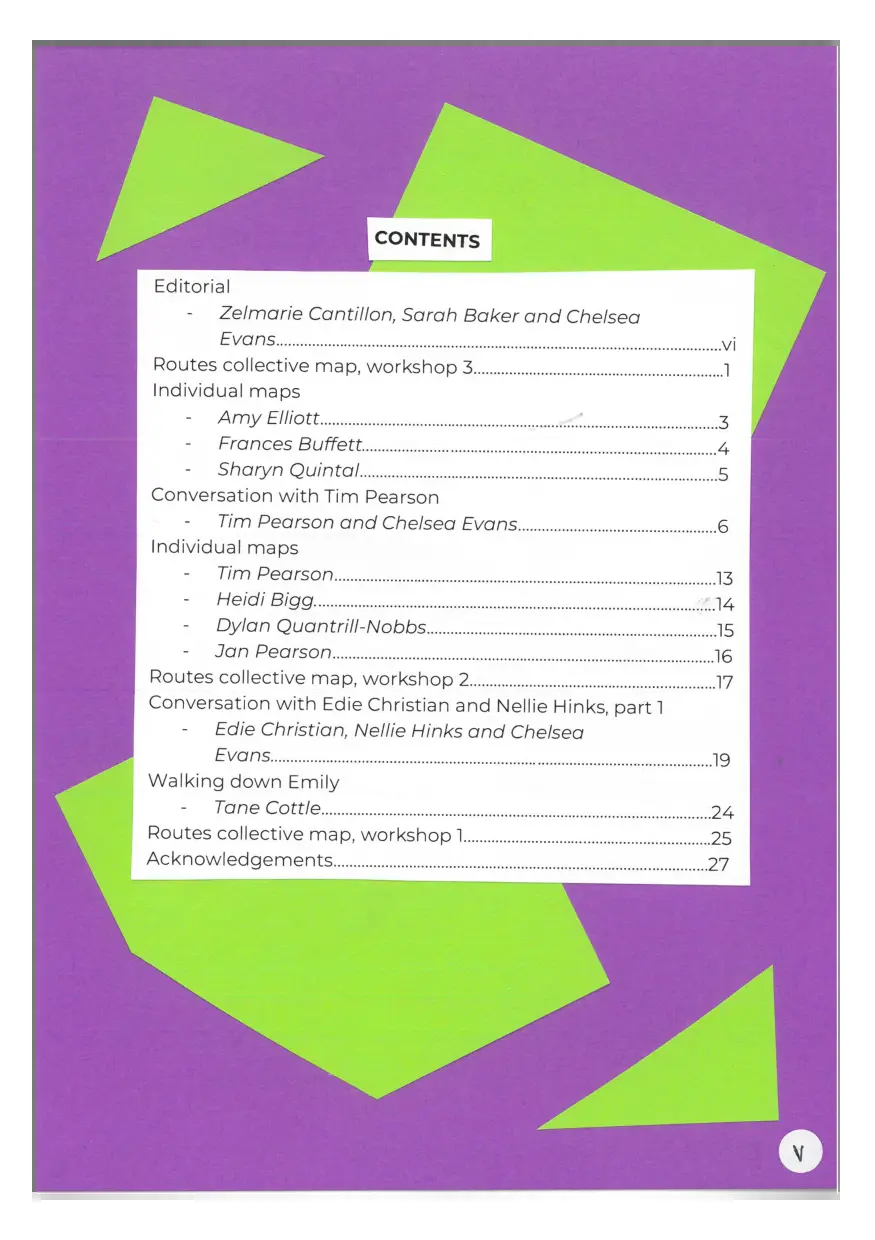 CONTENTS
Editorial
- Zelmarie Cantillon, Sarah Baker and Chelsea
Evans...vi
Routes collective map, workshop 3...1
Individual maps
- Amy Elliott...3
- Frances Buffett...4
- Sharyn Quintal...5
Conversation with Tim Pearson
- Tim Pearson and Chelsea Evans...6
Individual maps
- Tim Pearson...13
- Heidi Bigg...14
- Dylan Quantrill-Nobbs...15
- Jan Pearson...16
Routes collective map, workshop 2...17
Conversation with Edie Christian and Nellie Hinks, part 1
- Edie Christian, Nellie Hinks and Chelsea
Evans...19
Walking down Emily
- Tane Cottle...24
Routes collective map, workshop 1...25
Acknowledgements...27
V